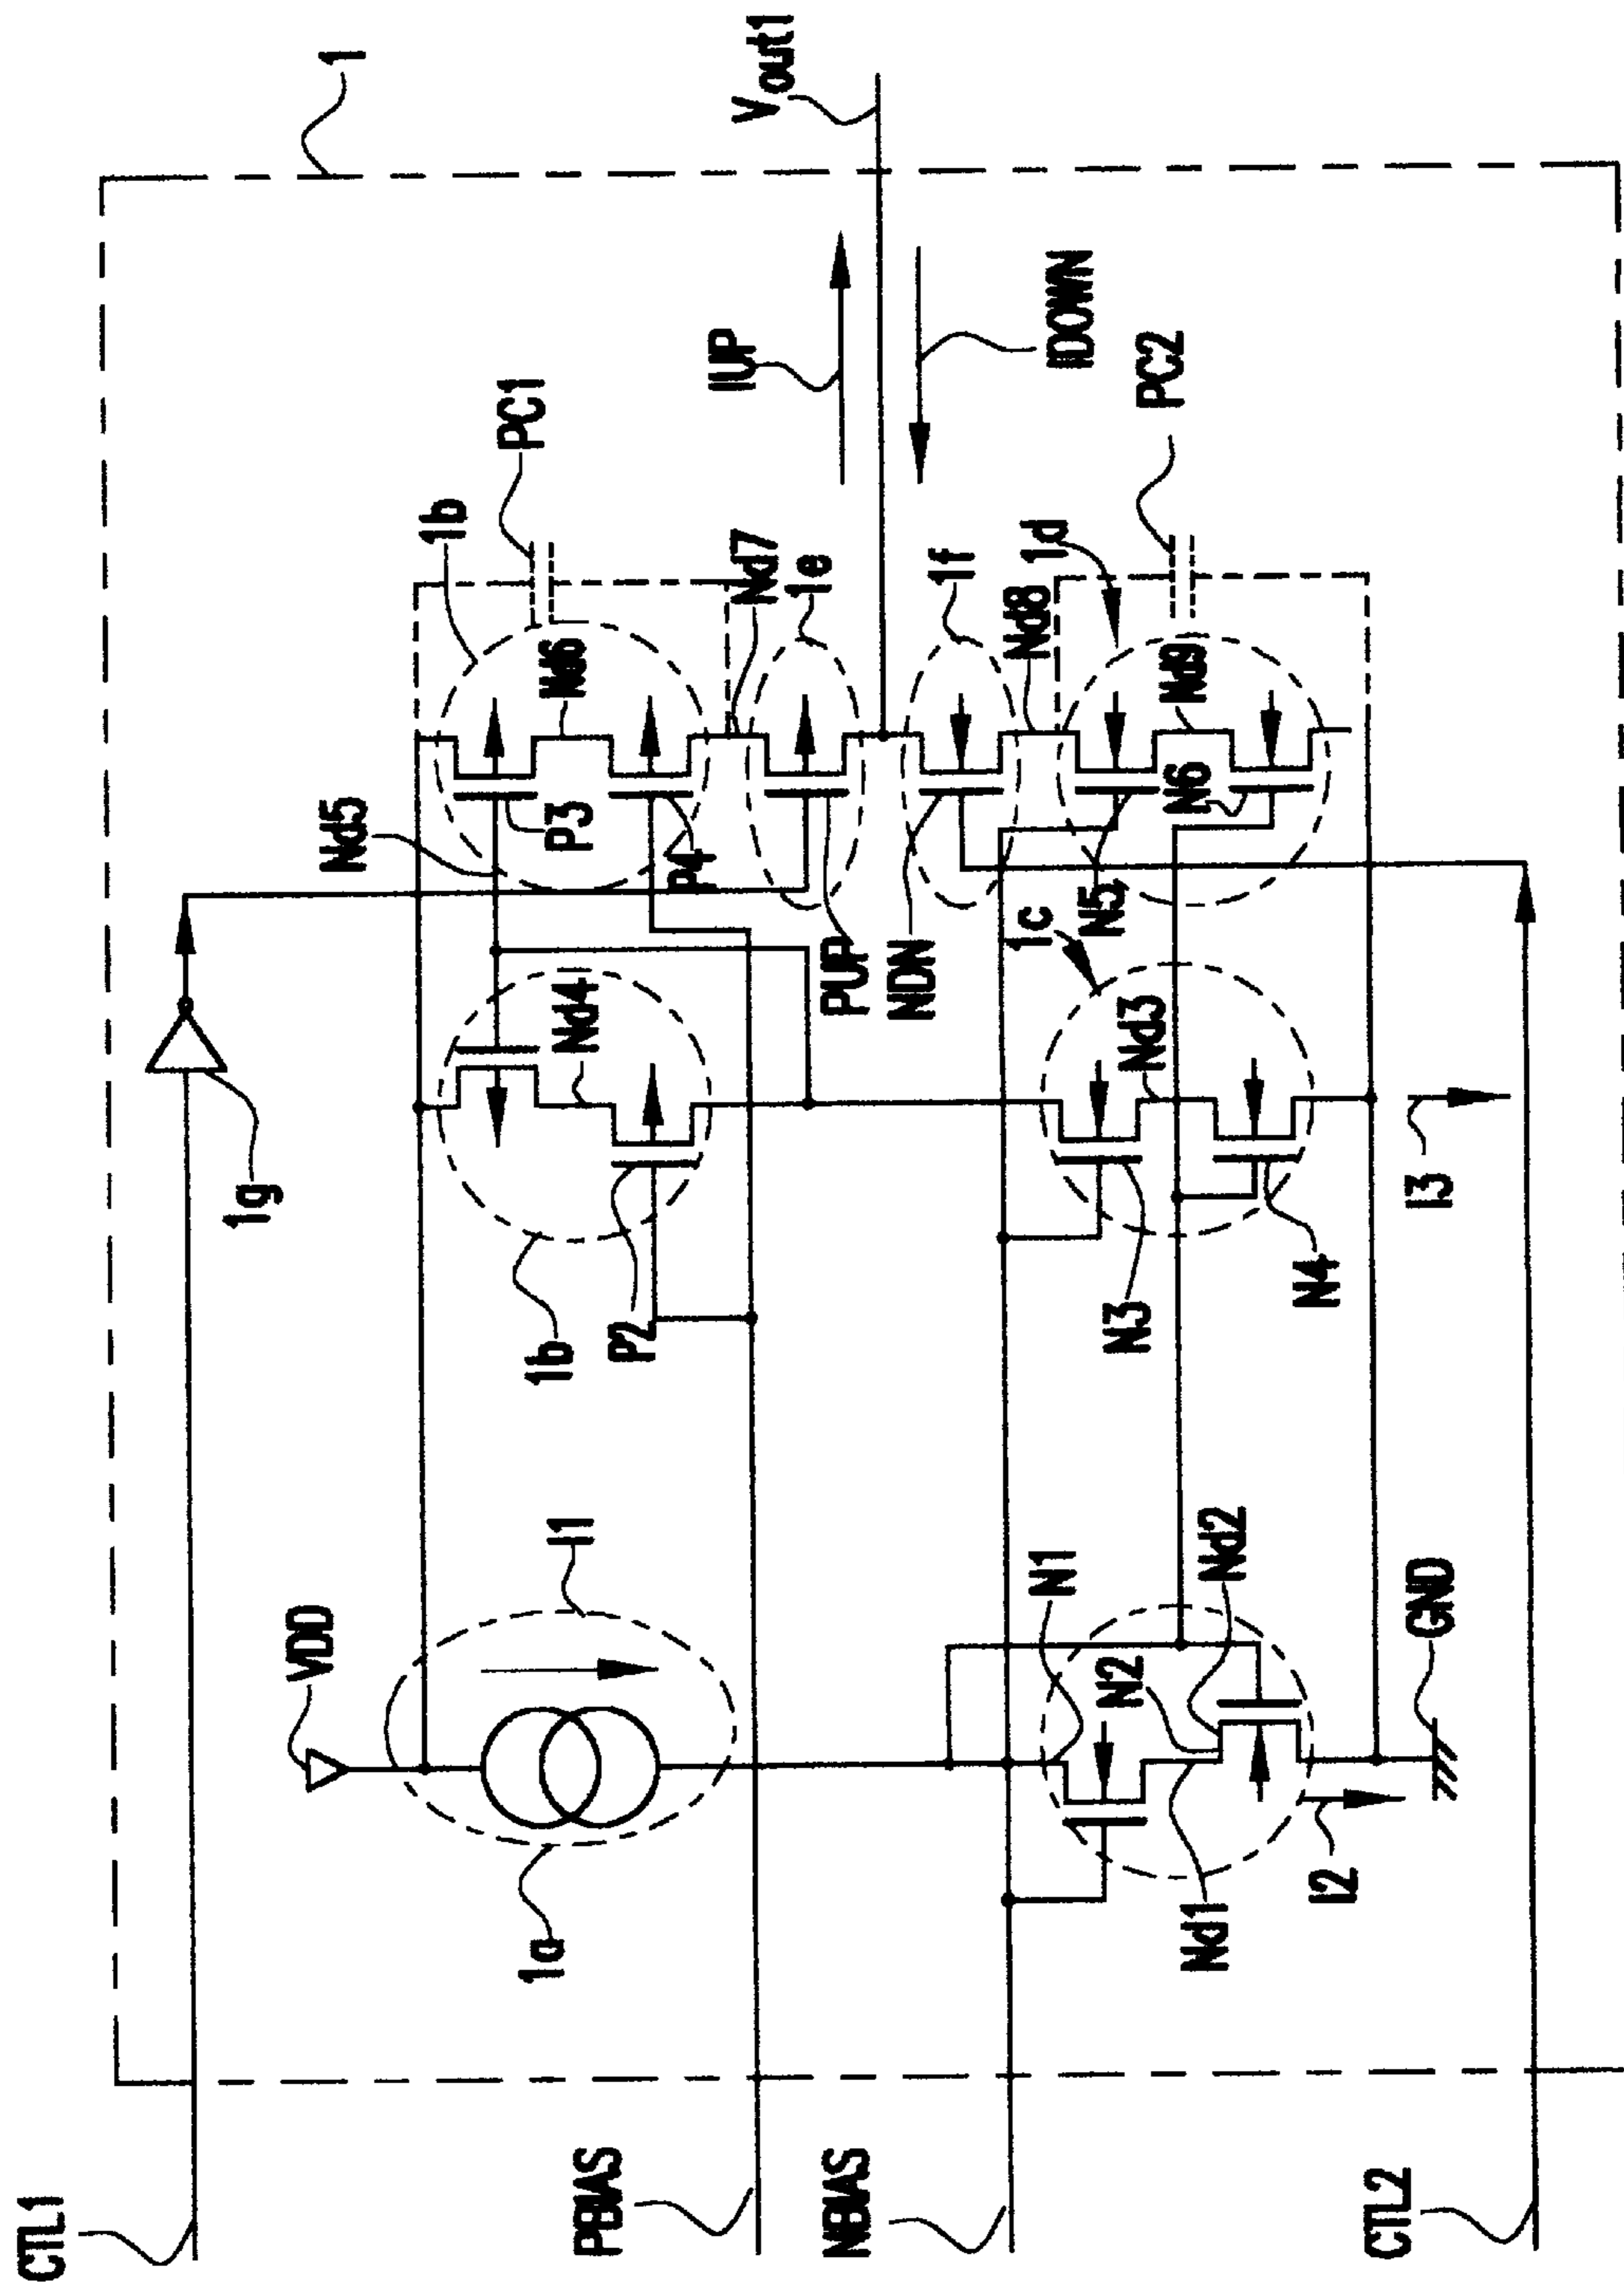 1
CTL1
1g
Vout1
IUP
IDOWN
PC1
1b
Nd6
Nd7
1e
Nd5
P3
P4
PUP
VDD
I1
1a
Nd4
P2
1b
PBIAS
NBIAS
1f
Nd8
1d
PC2
Nd9
N6
N5
NDN
1c
Nd3
N3
N4
I3
N1
N2
Nd2
Nd1
I2
GND
CTL2